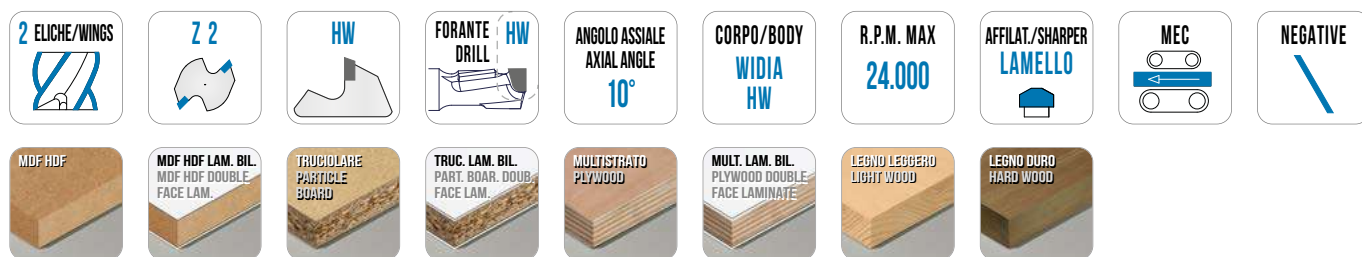 2 ELICHE/WINGS
Z 2
HW
FORANTE HW
DRILL
ANGOLO ASSIALE
AXIAL ANGLE
10°
CORPO/BODY
WIDIA
HW
R.P.M. MAX
24.000
AFFILAT./SHARPER
LAMELLO
MEC
NEGATIVE
MDF HDF
MDF HDF LAM. BIL.
MDF HDF DOUBLE
FACE LAM.
TRUCIOLARE
PARTICLE
BOARD
TRUC. LAM. BIL.
PART. BOAR. DOUB.
FACE LAM.
MULTISTRATO
PLYWOOD
MULT. LAM. BIL.
PLYWOOD DOUBLE
FACE LAMINATE
LEGNO LEGGERO
LIGHT WOOD
LEGNO DURO
HARD WOOD